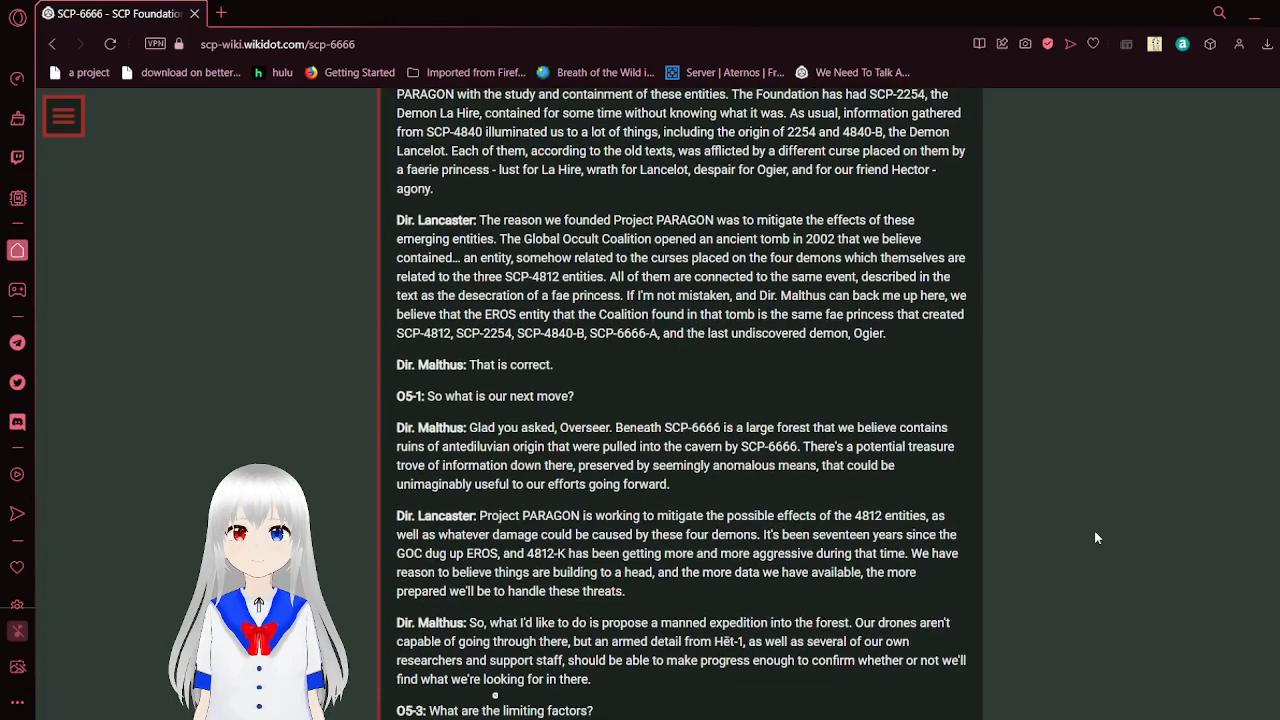 SCP-6666 - SCP Foundation
scp-wiki.wikidot.com/scp-6666
VPN
a project
download on better...
hulu
Getting Started
Imported from Firef...
Breath of the Wild i...
Server | Aternos | Fr...
We Need To Talk A...
PARAGON with the study and containment of these entities. The Foundation has had SCP-2254, the
Demon La Hire, contained for some time without knowing what it was. As usual, information gathered
from SCP-4840 illuminated us to a lot of things, including the origin of 2254 and 4840-B, the Demon
Lancelot. Each of them, according to the old texts, was afflicted by a different curse placed on them by
a faerie princess - lust for La Hire, wrath for Lancelot, despair for Ogier, and for our friend Hector -
agony.
Dir. Lancaster: The reason we founded Project PARAGON was to mitigate the effects of these
emerging entities. The Global Occult Coalition opened an ancient tomb in 2002 that we believe
contained... an entity, somehow related to the curses placed on the four demons which themselves are
related to the three SCP-4812 entities. All of them are connected to the same event, described in the
text as the desecration of a fae princess. If I'm not mistaken, and Dir. Malthus can back me up here, we
believe that the EROS entity that the Coalition found in that tomb is the same fae princess that created
SCP-4812, SCP-2254, SCP-4840-B, SCP-6666-A, and the last undiscovered demon, Ogier.
Dir. Malthus: That is correct.
O5-1: So what is our next move?
Dir. Malthus: Glad you asked, Overseer. Beneath SCP-6666 is a large forest that we believe contains
ruins of antediluvian origin that were pulled into the cavern by SCP-6666. There's a potential treasure
trove of information down there, preserved by seemingly anomalous means, that could be
unimaginably useful to our efforts going forward.
Dir. Lancaster: Project PARAGON is working to mitigate the possible effects of the 4812 entities, as
well as whatever damage could be caused by these four demons. It's been seventeen years since the
GOC dug up EROS, and 4812-K has been getting more and more aggressive during that time. We have
reason to believe things are building to a head, and the more data we have available, the more
prepared we'll be to handle these threats.
Dir. Malthus: So, what I'd like to do is propose a manned expedition into the forest. Our drones aren't
capable of going through there, but an armed detail from Hēt-1, as well as several of our own
researchers and support staff, should be able to make progress enough to confirm whether or not we'll
find what we're looking for in there.
O5-3: What are the limiting factors?